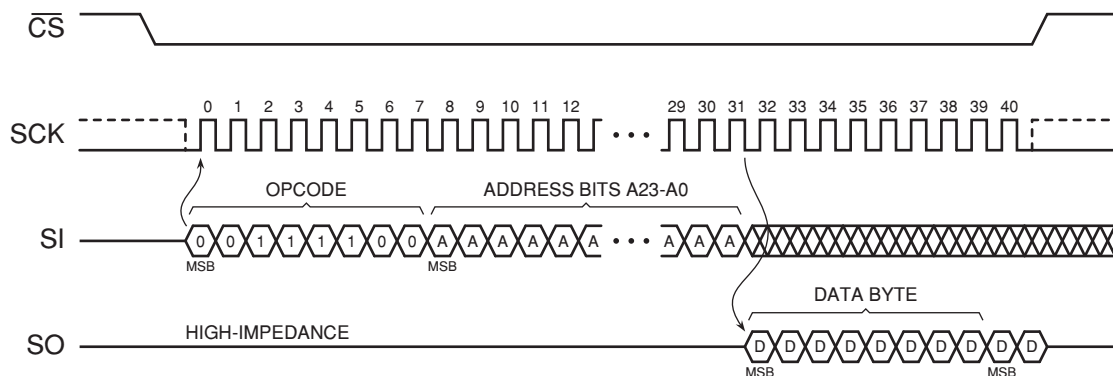 CS
0 1 2 3 4 5 6 7 8 9 10 11 12 29 30 31 32 33 34 35 36 37 38 39 40
SCK
OPCODE ADDRESS BITS A23-A0
SI 0 0 1 1 1 1 0 0 A A A A A A A A A
MSB MSB
DATA BYTE
SO HIGH-IMPEDANCE D D D D D D D D D D
MSB MSB